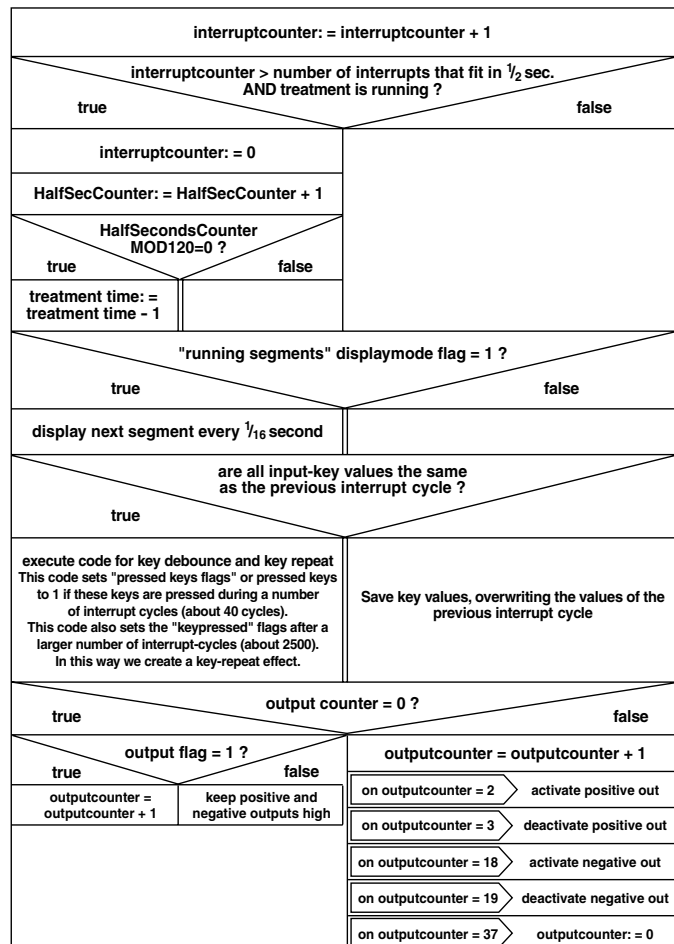 interruptcounter: = interruptcounter + 1
interruptcounter > number of interrupts that fit in 1/2 sec.
AND treatment is running ?
true
false
interruptcounter: = 0
HalfSecCounter: = HalfSecCounter + 1
HalfSecondsCounter
MOD120=0 ?
true
false
treatment time: =
treatment time - 1
"running segments" displaymode flag = 1 ?
true
false
display next segment every 1/16 second
are all input-key values the same
as the previous interrupt cycle ?
true
execute code for key debounce and key repeat
This code sets "pressed keys flags" or pressed keys
to 1 if these keys are pressed during a number
of interrupt cycles (about 40 cycles).
This code also sets the "keypressed" flags after a
larger number of interrupt-cycles (about 2500).
In this way we create a key-repeat effect.
Save key values, overwriting the values of the
previous interrupt cycle
output counter = 0 ?
true
false
output flag = 1 ?
true
false
outputcounter =
outputcounter + 1
keep positive and
negative outputs high
outputcounter = outputcounter + 1
on outputcounter = 2
activate positive out
on outputcounter = 3
deactivate positive out
on outputcounter = 18
activate negative out
on outputcounter = 19
deactivate negative out
on outputcounter = 37
outputcounter: = 0